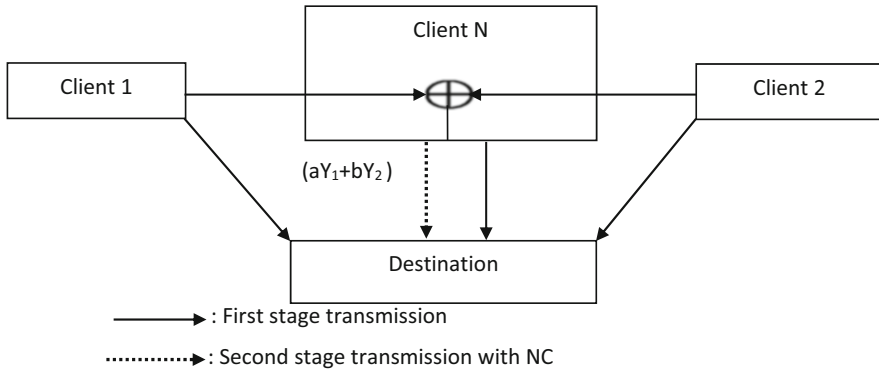 Client N
Client 1
Client 2
(aY₁+bY₂ )
Destination
: First stage transmission
: Second stage transmission with NC